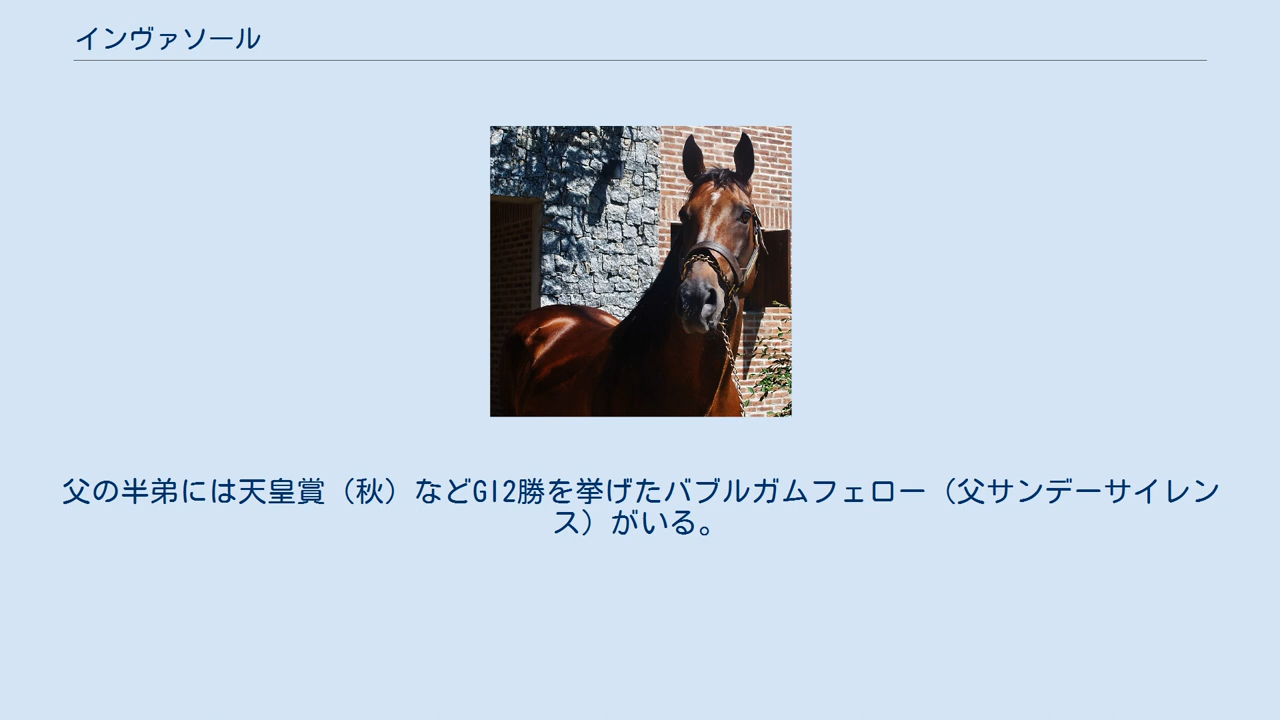 インヴァソール
父の半弟には天皇賞（秋）などGI2勝を挙げたバブルガムフェロー（父サンデーサイレン
ス）がいる。